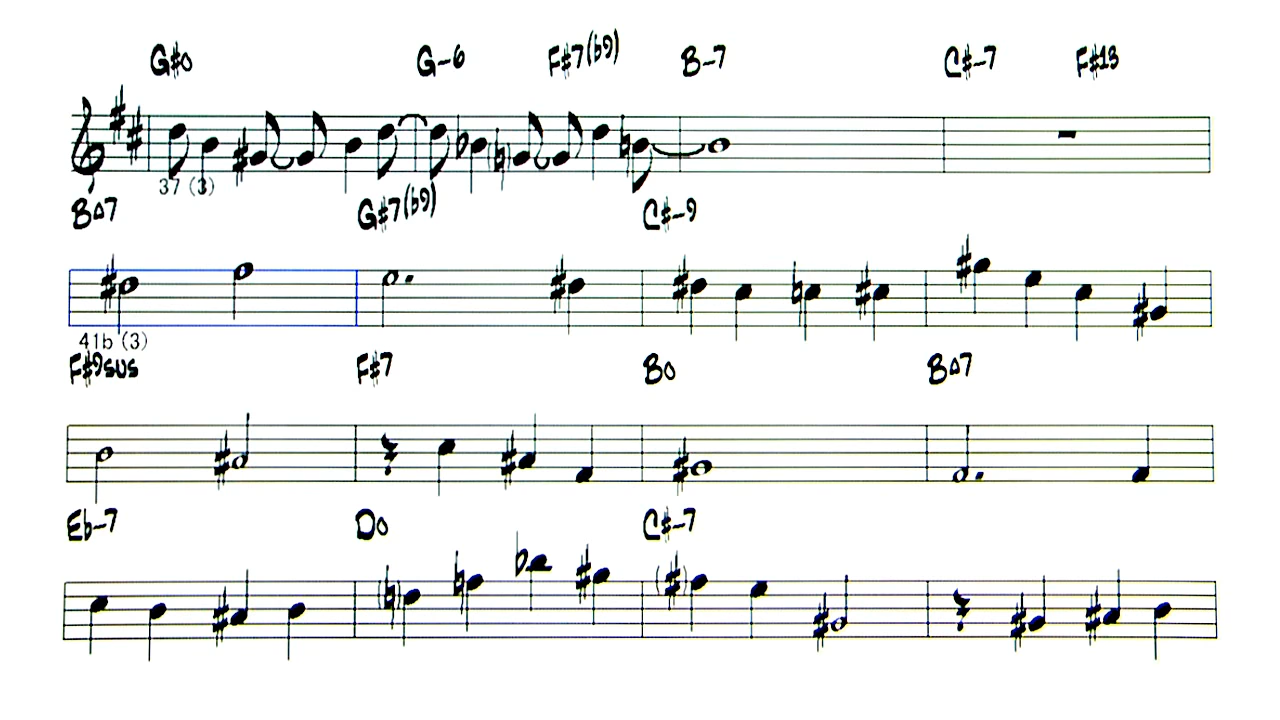 G#o G-6 F#7(b9) B-7 C#-7 F#13
37 (3)
B△7 G#7(b9) C#-9
41b (3)
F#9sus F#7 Bo B△7
Eb-7 Do C#-7